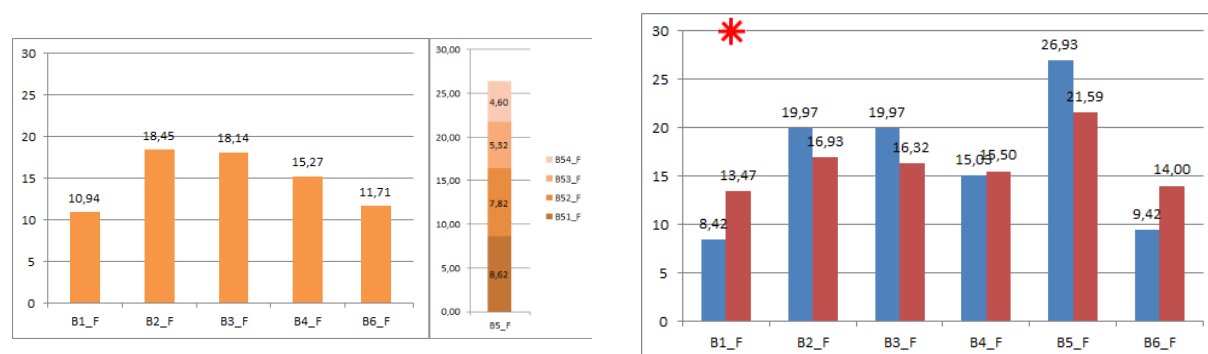 30
25
20
15
10
5
0
10,94
18,45
18,14
15,27
11,71
B1_F
B2_F
B3_F
B4_F
B6_F
30,00
25,00
20,00
15,00
10,00
5,00
0,00
4,60
5,32
7,82
8,62
B5_F
B54_F
B53_F
B52_F
B51_F
30
25
20
15
10
5
0
8,42
13,47
19,97
16,93
19,97
16,32
15,03
15,50
26,93
21,59
9,42
14,00
B1_F
B2_F
B3_F
B4_F
B5_F
B6_F